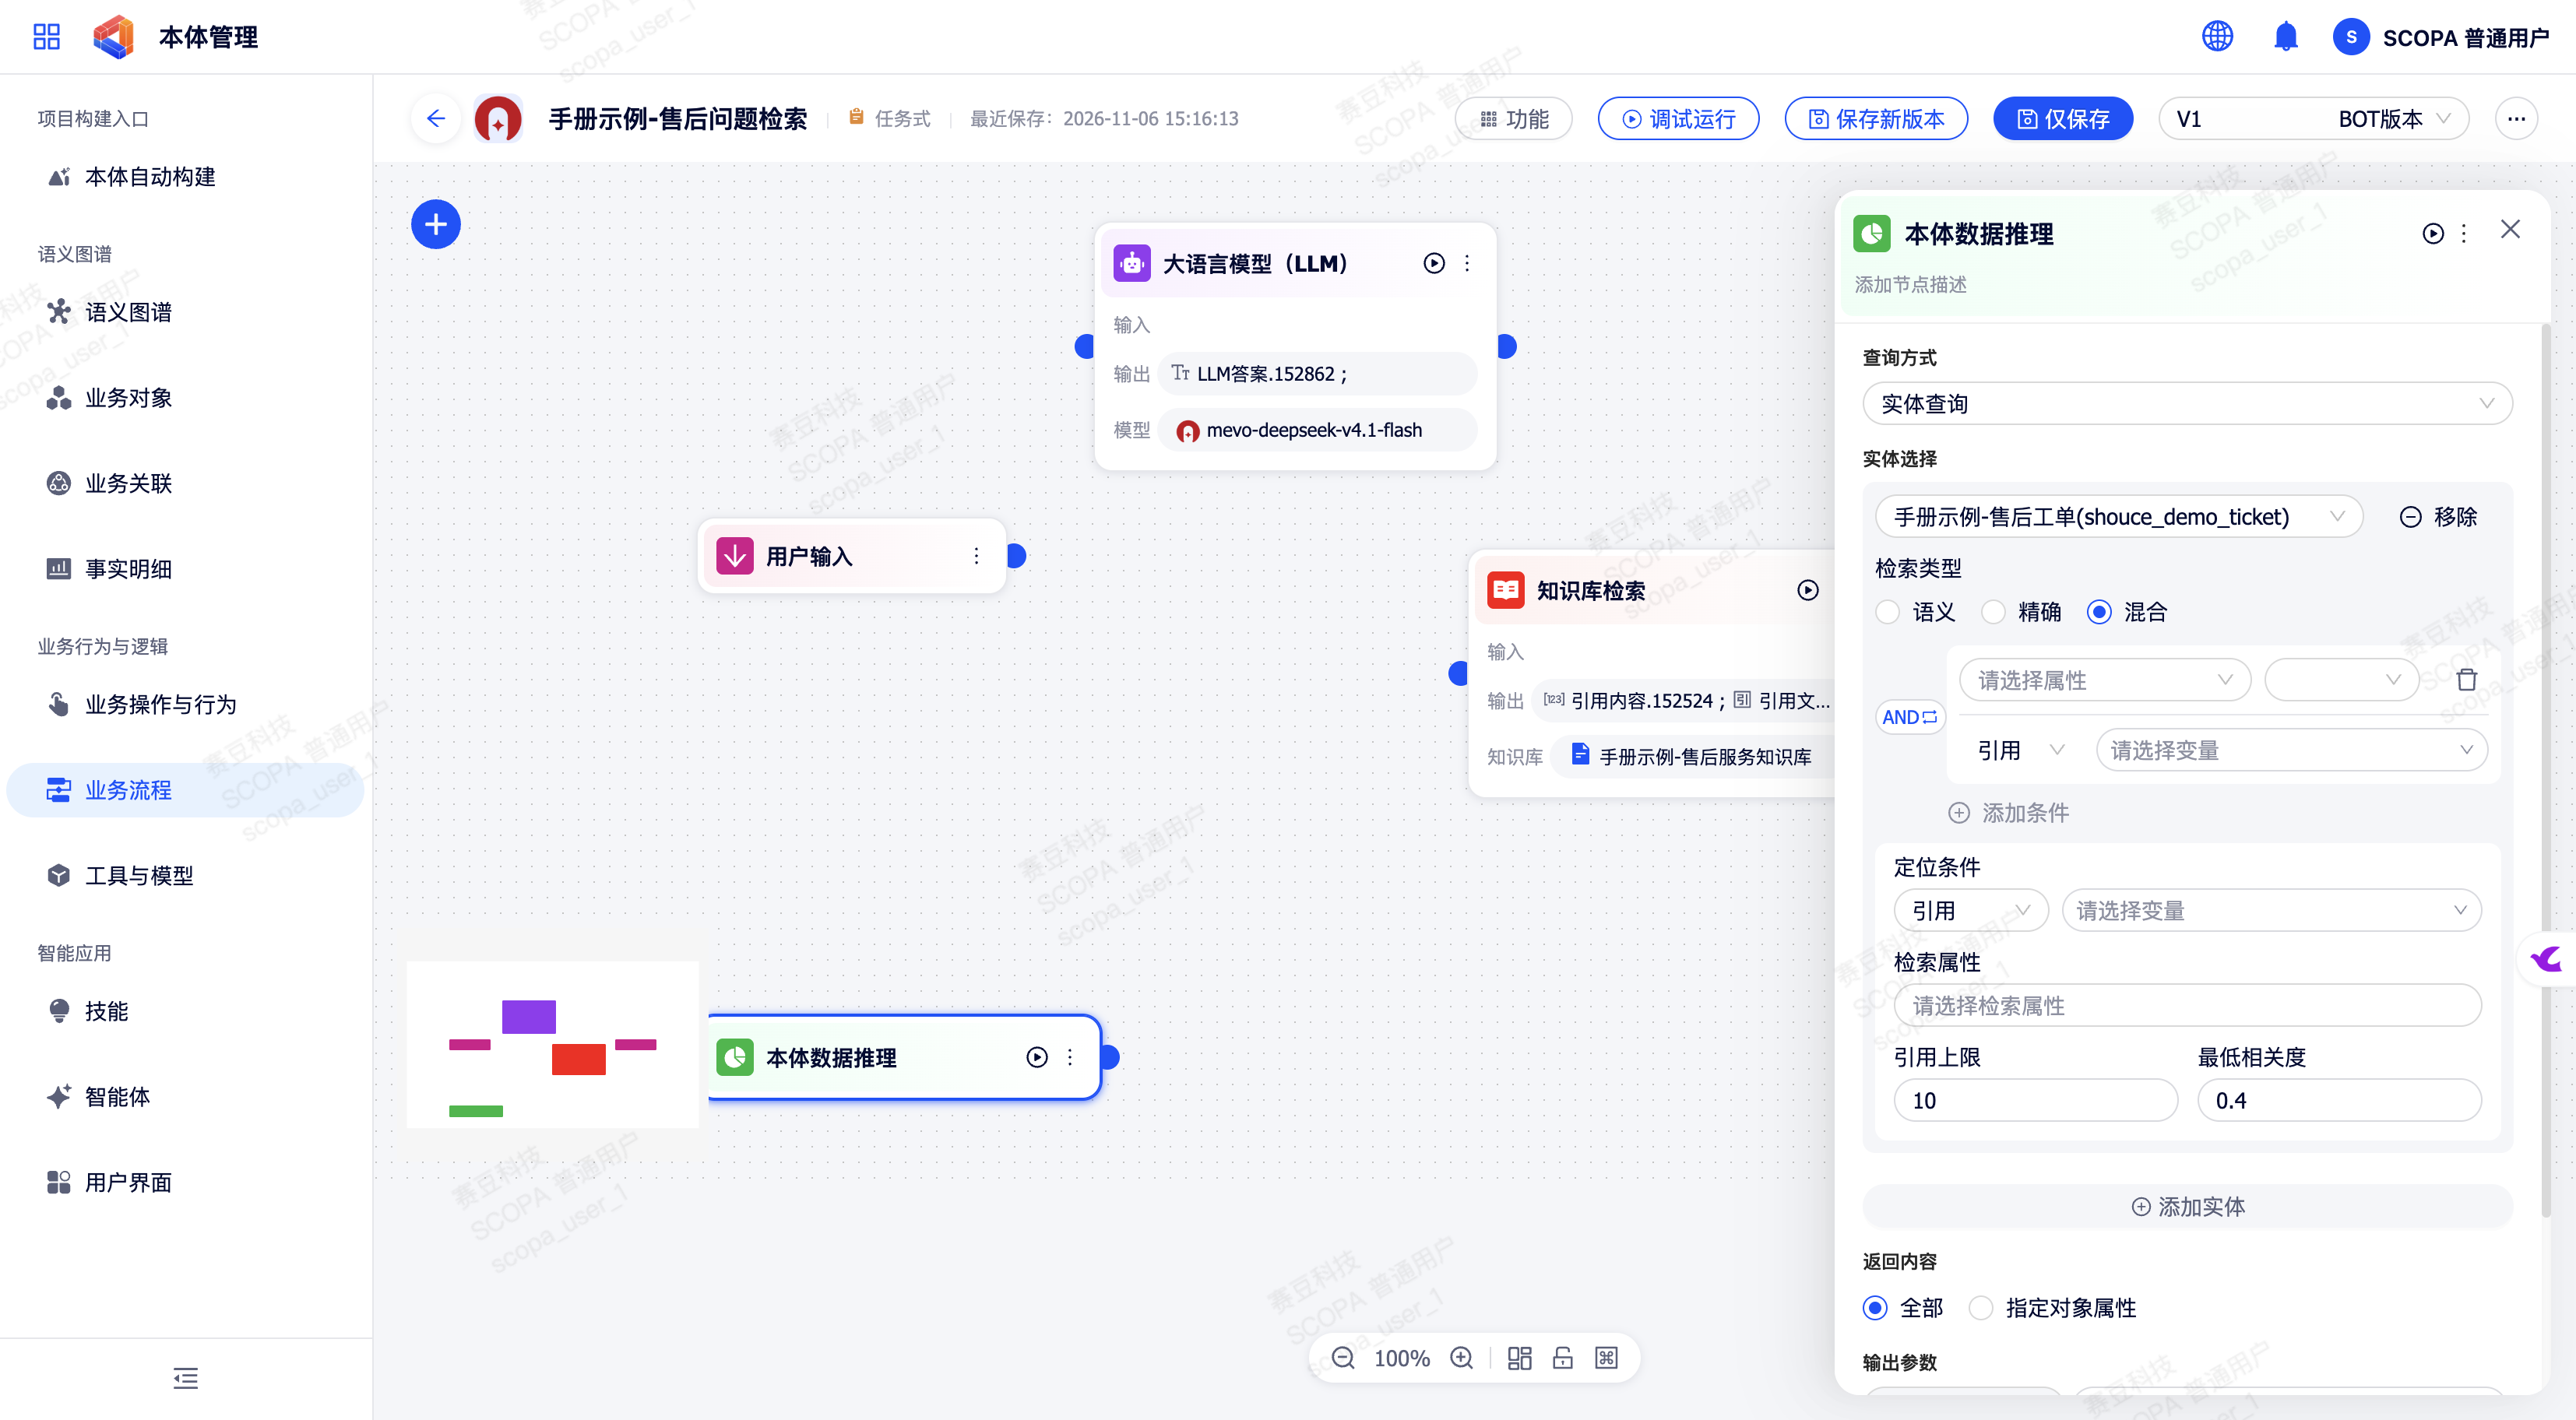 本体管理
S
SCOPA 普通用户
项目构建入口
本体自动构建
语义图谱
语义图谱
业务对象
业务关联
事实明细
业务行为与逻辑
业务操作与行为
业务流程
工具与模型
智能应用
技能
智能体
用户界面
手册示例-售后问题检索
任务式
最近保存：2026-11-06 15:16:13
功能
调试运行
保存新版本
仅保存
V1
BOT版本
大语言模型（LLM）
输入
输出 LLM答案.152862；
模型 mevo-deepseek-v4.1-flash
用户输入
知识库检索
输入
输出 [123] 引用内容.152524； 引 引用文...
知识库 手册示例-售后服务知识库
本体数据推理
100%
本体数据推理
添加节点描述
查询方式
实体查询
实体选择
手册示例-售后工单(shouce_demo_ticket)
移除
检索类型
语义 精确 混合
请选择属性
AND
引用 请选择变量
添加条件
定位条件
引用 请选择变量
检索属性
请选择检索属性
引用上限 最低相关度
10 0.4
添加实体
返回内容
全部 指定对象属性
输出参数
赛豆科技
SCOPA 普通用户
scopa_user_1